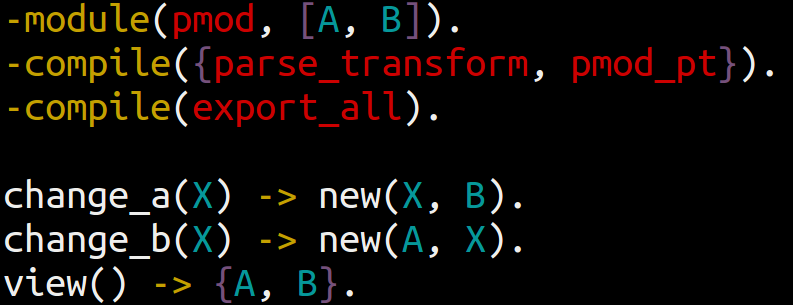 -module(pmod, [A, B]).
-compile({parse_transform, pmod_pt}).
-compile(export_all).
change_a(X) -> new(X, B).
change_b(X) -> new(A, X).
view() -> {A, B}.